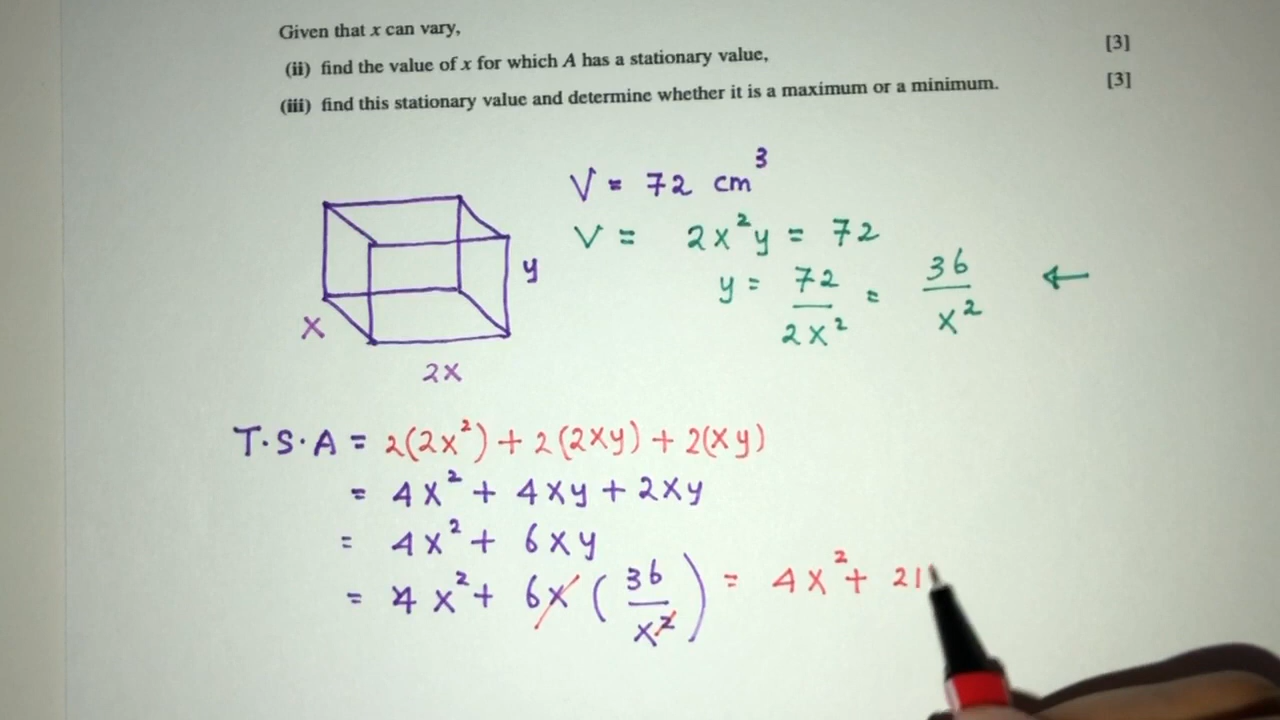 Given that x can vary,
(ii) find the value of x for which A has a stationary value, [3]
(iii) find this stationary value and determine whether it is a maximum or a minimum. [3]
V = 72 cm³
V = 2x²y = 72
y = 72/2x² = 36/x² ←
y
x
2x
T.S.A = 2(2x²) + 2(2xy) + 2(xy)
= 4x² + 4xy + 2xy
= 4x² + 6xy
= 4x² + 6x(36/x²) = 4x² + 21